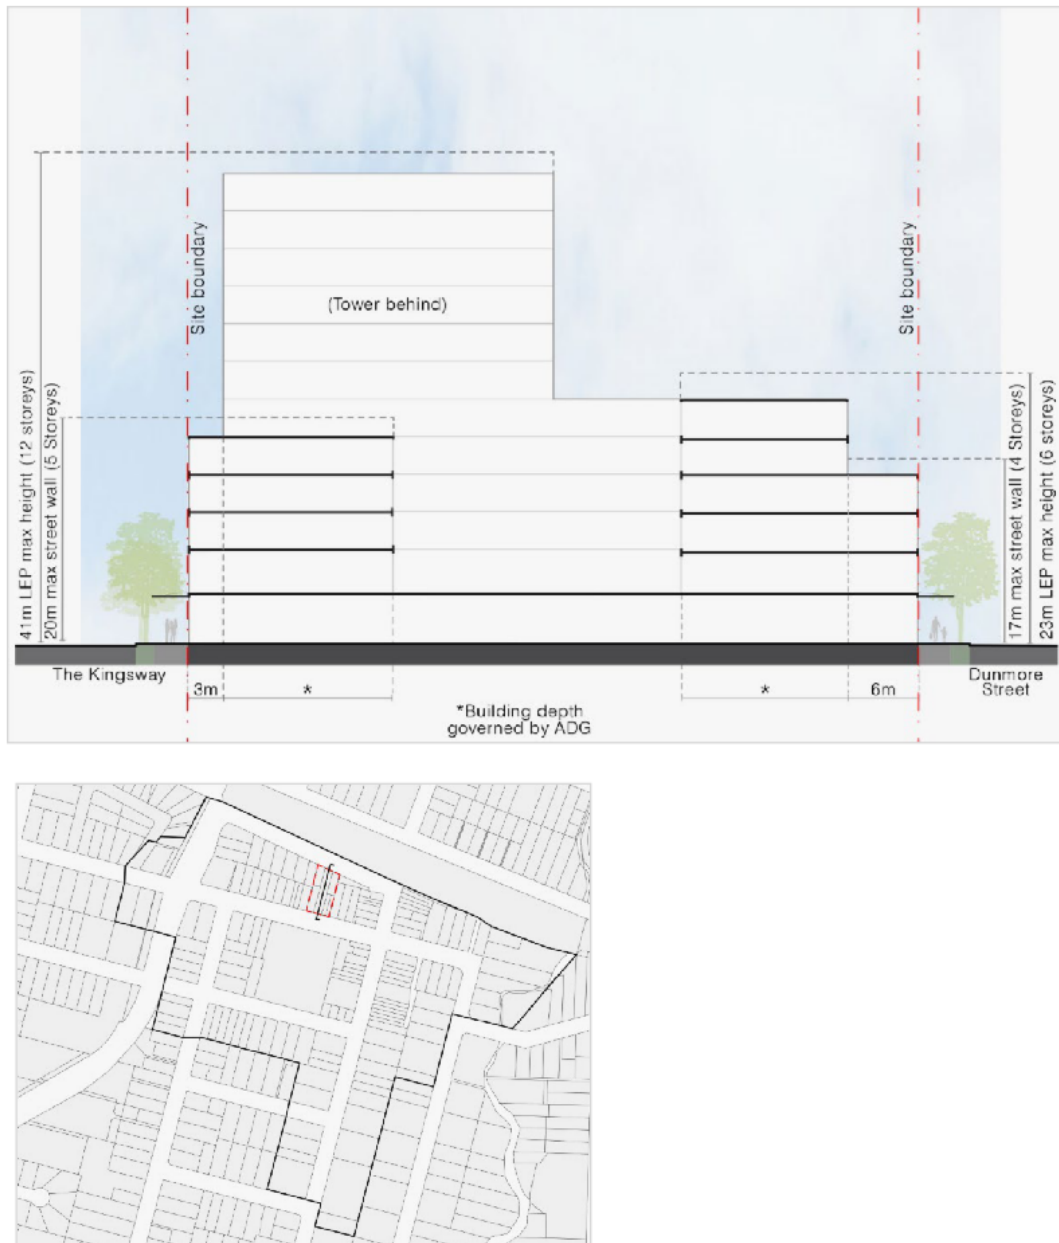 41m LEP max height (12 storeys)
20m max street wall (5 Storeys)
Site boundary
(Tower behind)
Site boundary
17m max street wall (4 Storeys)
23m LEP max height (6 storeys)
The Kingsway
Dunmore
Street
3m
*
*
6m
*Building depth
governed by ADG